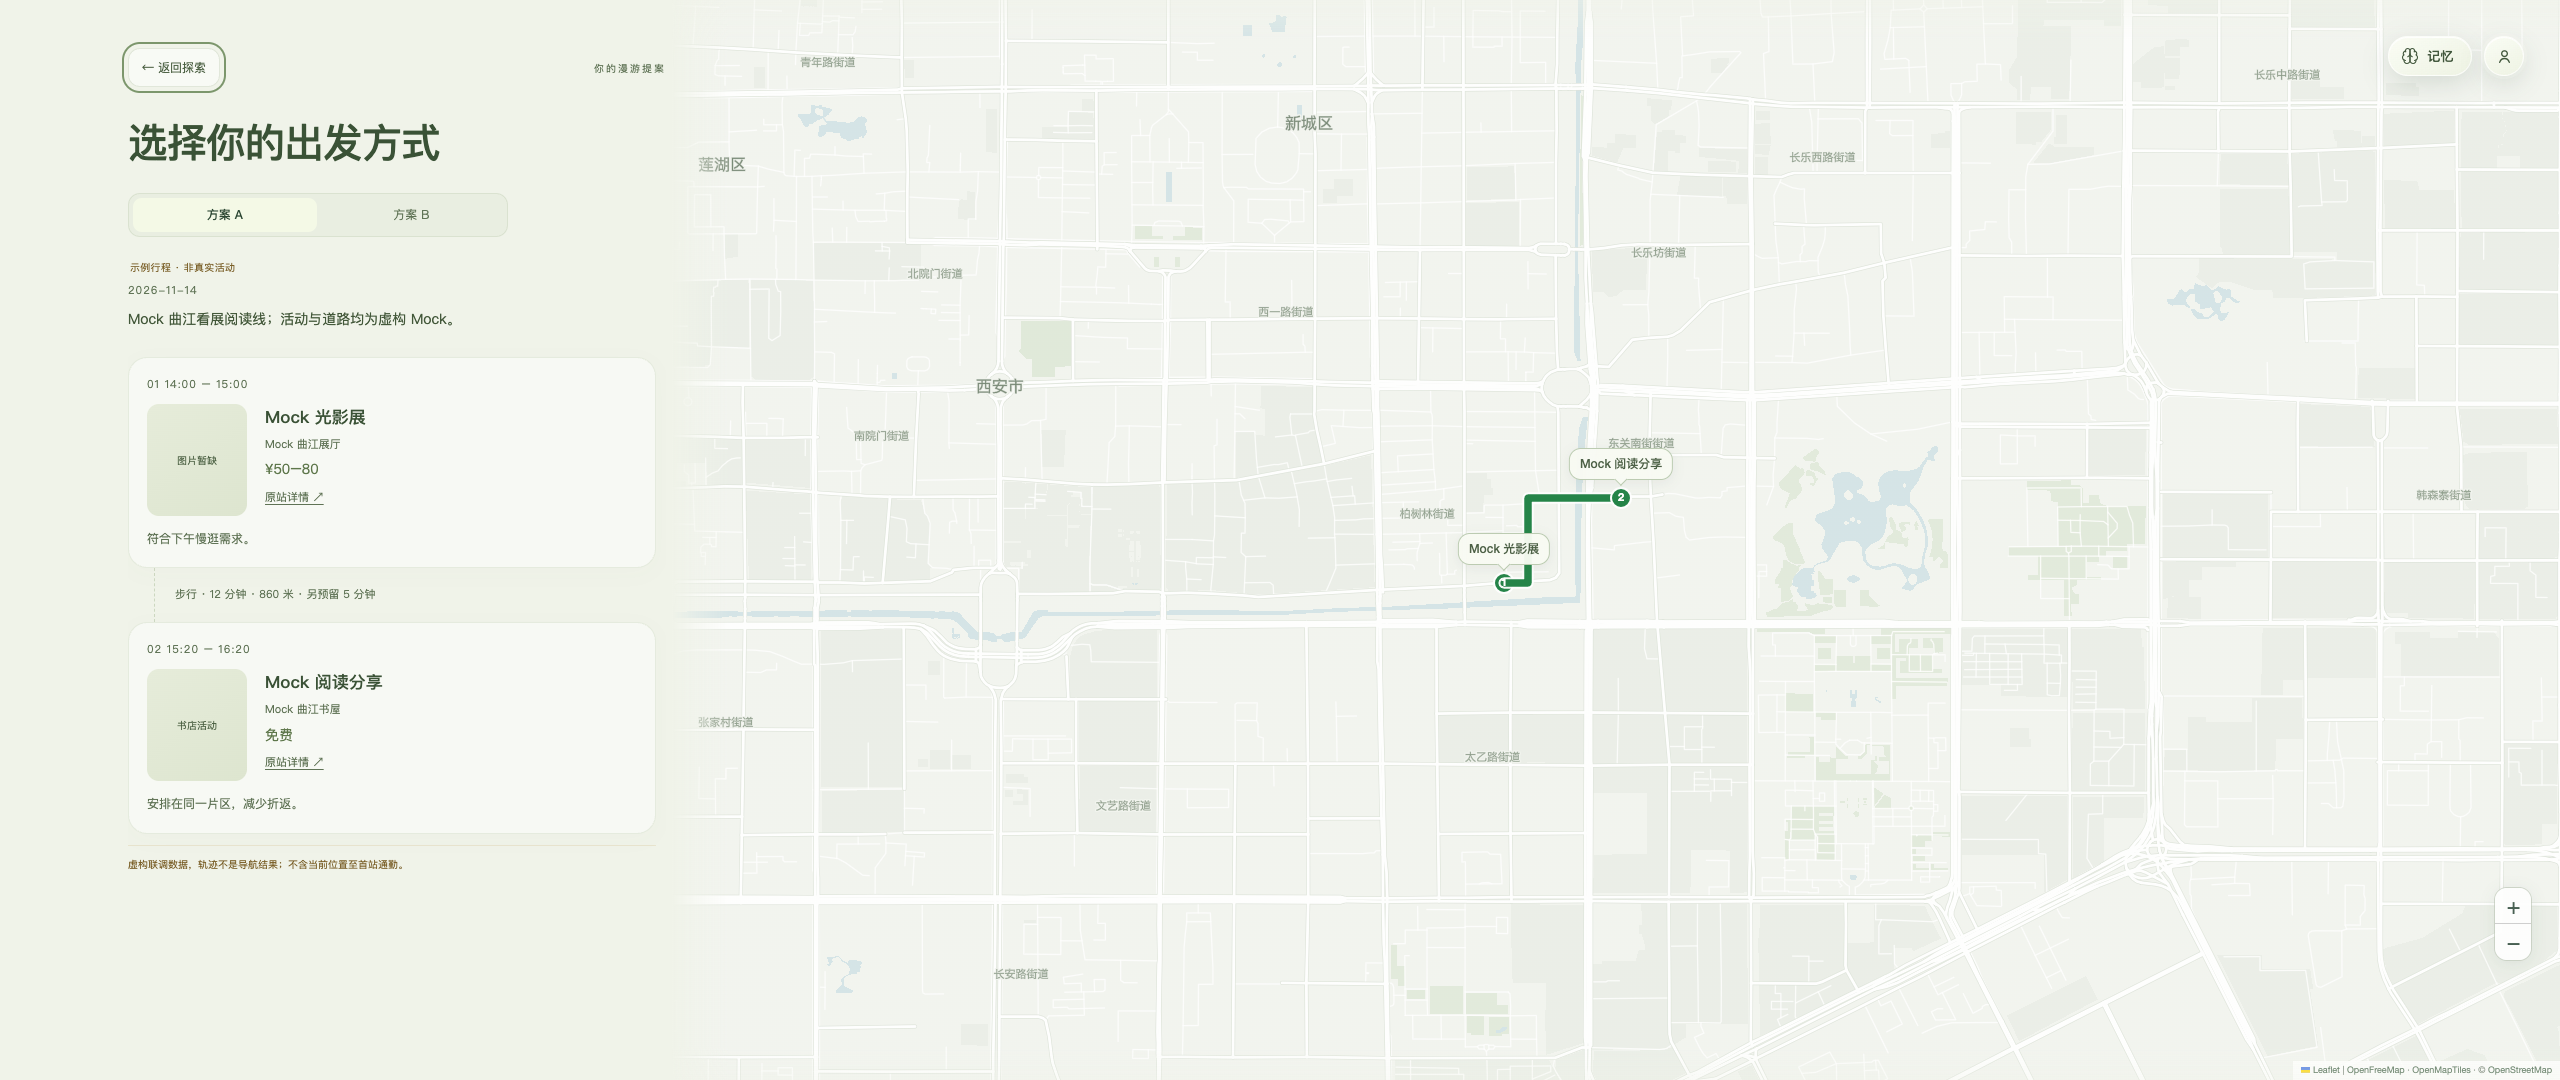 ← 返回探索
你的漫游提案
选择你的出发方式
方案 A
方案 B
示例行程 · 非真实活动
2026-11-14
Mock 曲江看展阅读线；活动与道路均为虚构 Mock。
01 14:00 — 15:00
图片暂缺
Mock 光影展
Mock 曲江展厅
¥50—80
原站详情 ↗
符合下午慢逛需求。
步行 · 12 分钟 · 860 米 · 另预留 5 分钟
02 15:20 — 16:20
书店活动
Mock 阅读分享
Mock 曲江书屋
免费
原站详情 ↗
安排在同一片区，减少折返。
虚构联调数据，轨迹不是导航结果；不含当前位置至首站通勤。
记忆
青年路街道
长乐中路街道
新城区
莲湖区
长乐西路街道
长乐坊街道
北院门街道
西一路街道
西安市
南院门街道
东关南街街道
Mock 阅读分享
2
韩森寨街道
柏树林街道
Mock 光影展
1
张家村街道
太乙路街道
文艺路街道
长安路街道
+
−
Leaflet | OpenFreeMap · OpenMapTiles · © OpenStreetMap